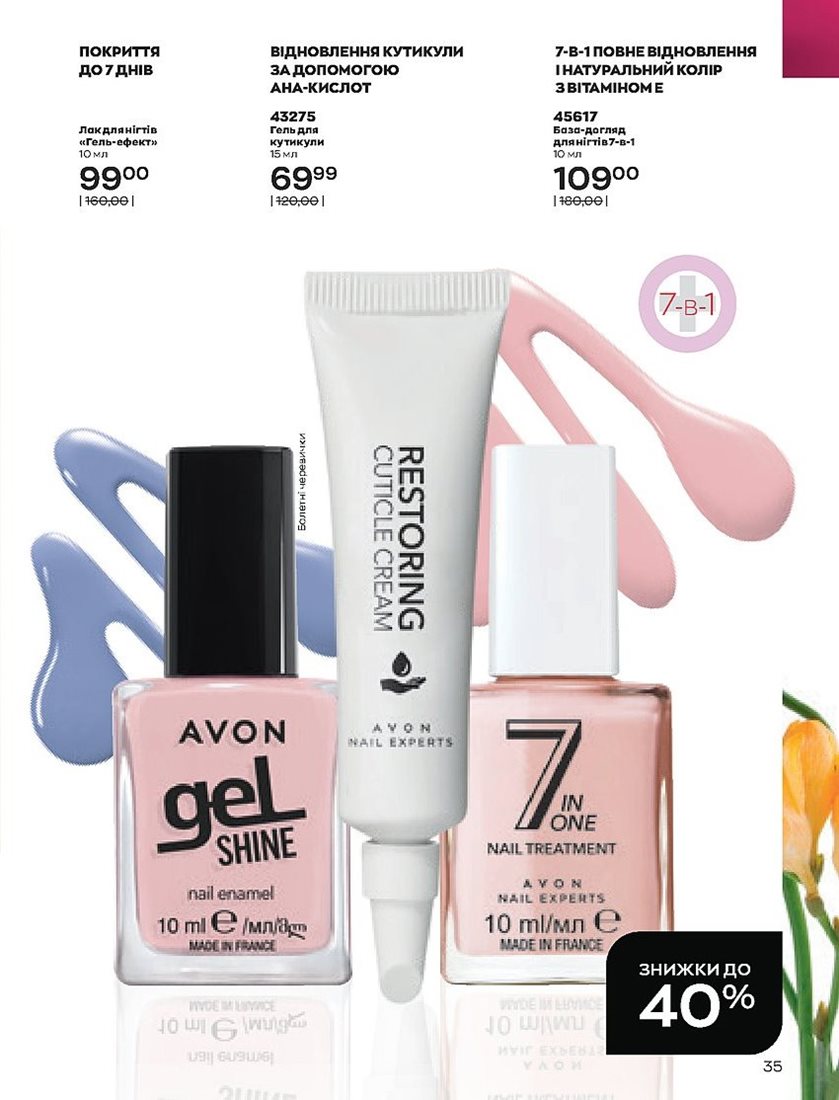 ПОКРИТТЯ
ДО 7 ДНІВ
Лак для нігтів
«Гель-ефект»
10 мл
99⁰⁰
| 160,00 |
ВІДНОВЛЕННЯ КУТИКУЛИ
ЗА ДОПОМОГОЮ
АНА-КИСЛОТ
43275
Гель для
кутикули
15 мл
69⁹⁹
| 120,00 |
7-В-1 ПОВНЕ ВІДНОВЛЕННЯ
І НАТУРАЛЬНИЙ КОЛІР
З ВІТАМІНОМ Е
45617
База-догляд
для нігтів 7-в-1
10 мл
109⁰⁰
| 180,00 |
7-в-1
Болетні черевички
RESTORING
CUTICLE CREAM
AVON
NAIL EXPERTS
AVON
gel
SHINE
nail enamel
10 ml ℮ /мл/მლ
MADE IN FRANCE
7
IN
ONE
NAIL TREATMENT
AVON
NAIL EXPERTS
10 ml/мл ℮
MADE IN FRANCE
ЗНИЖКИ ДО
40%
35